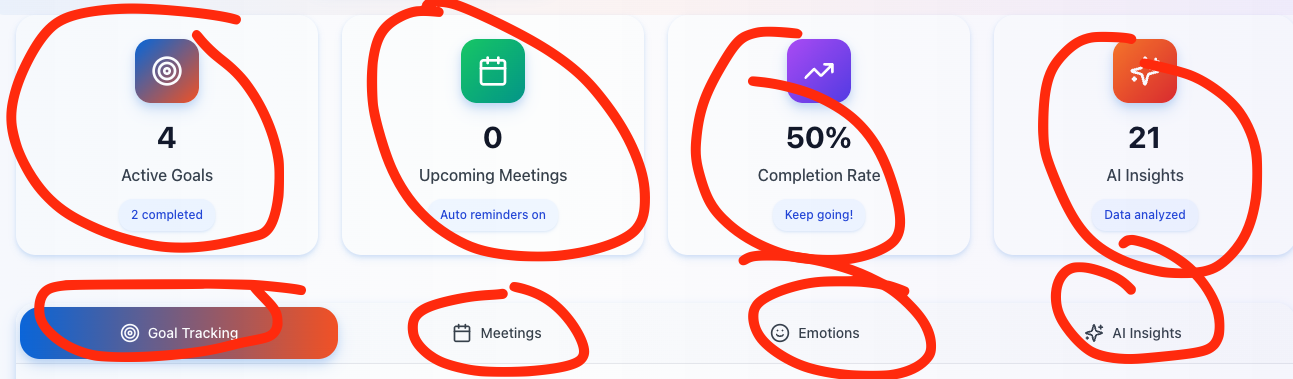 4
Active Goals
2 completed
0
Upcoming Meetings
Auto reminders on
50%
Completion Rate
Keep going!
21
AI Insights
Data analyzed
Goal Tracking
Meetings
Emotions
AI Insights